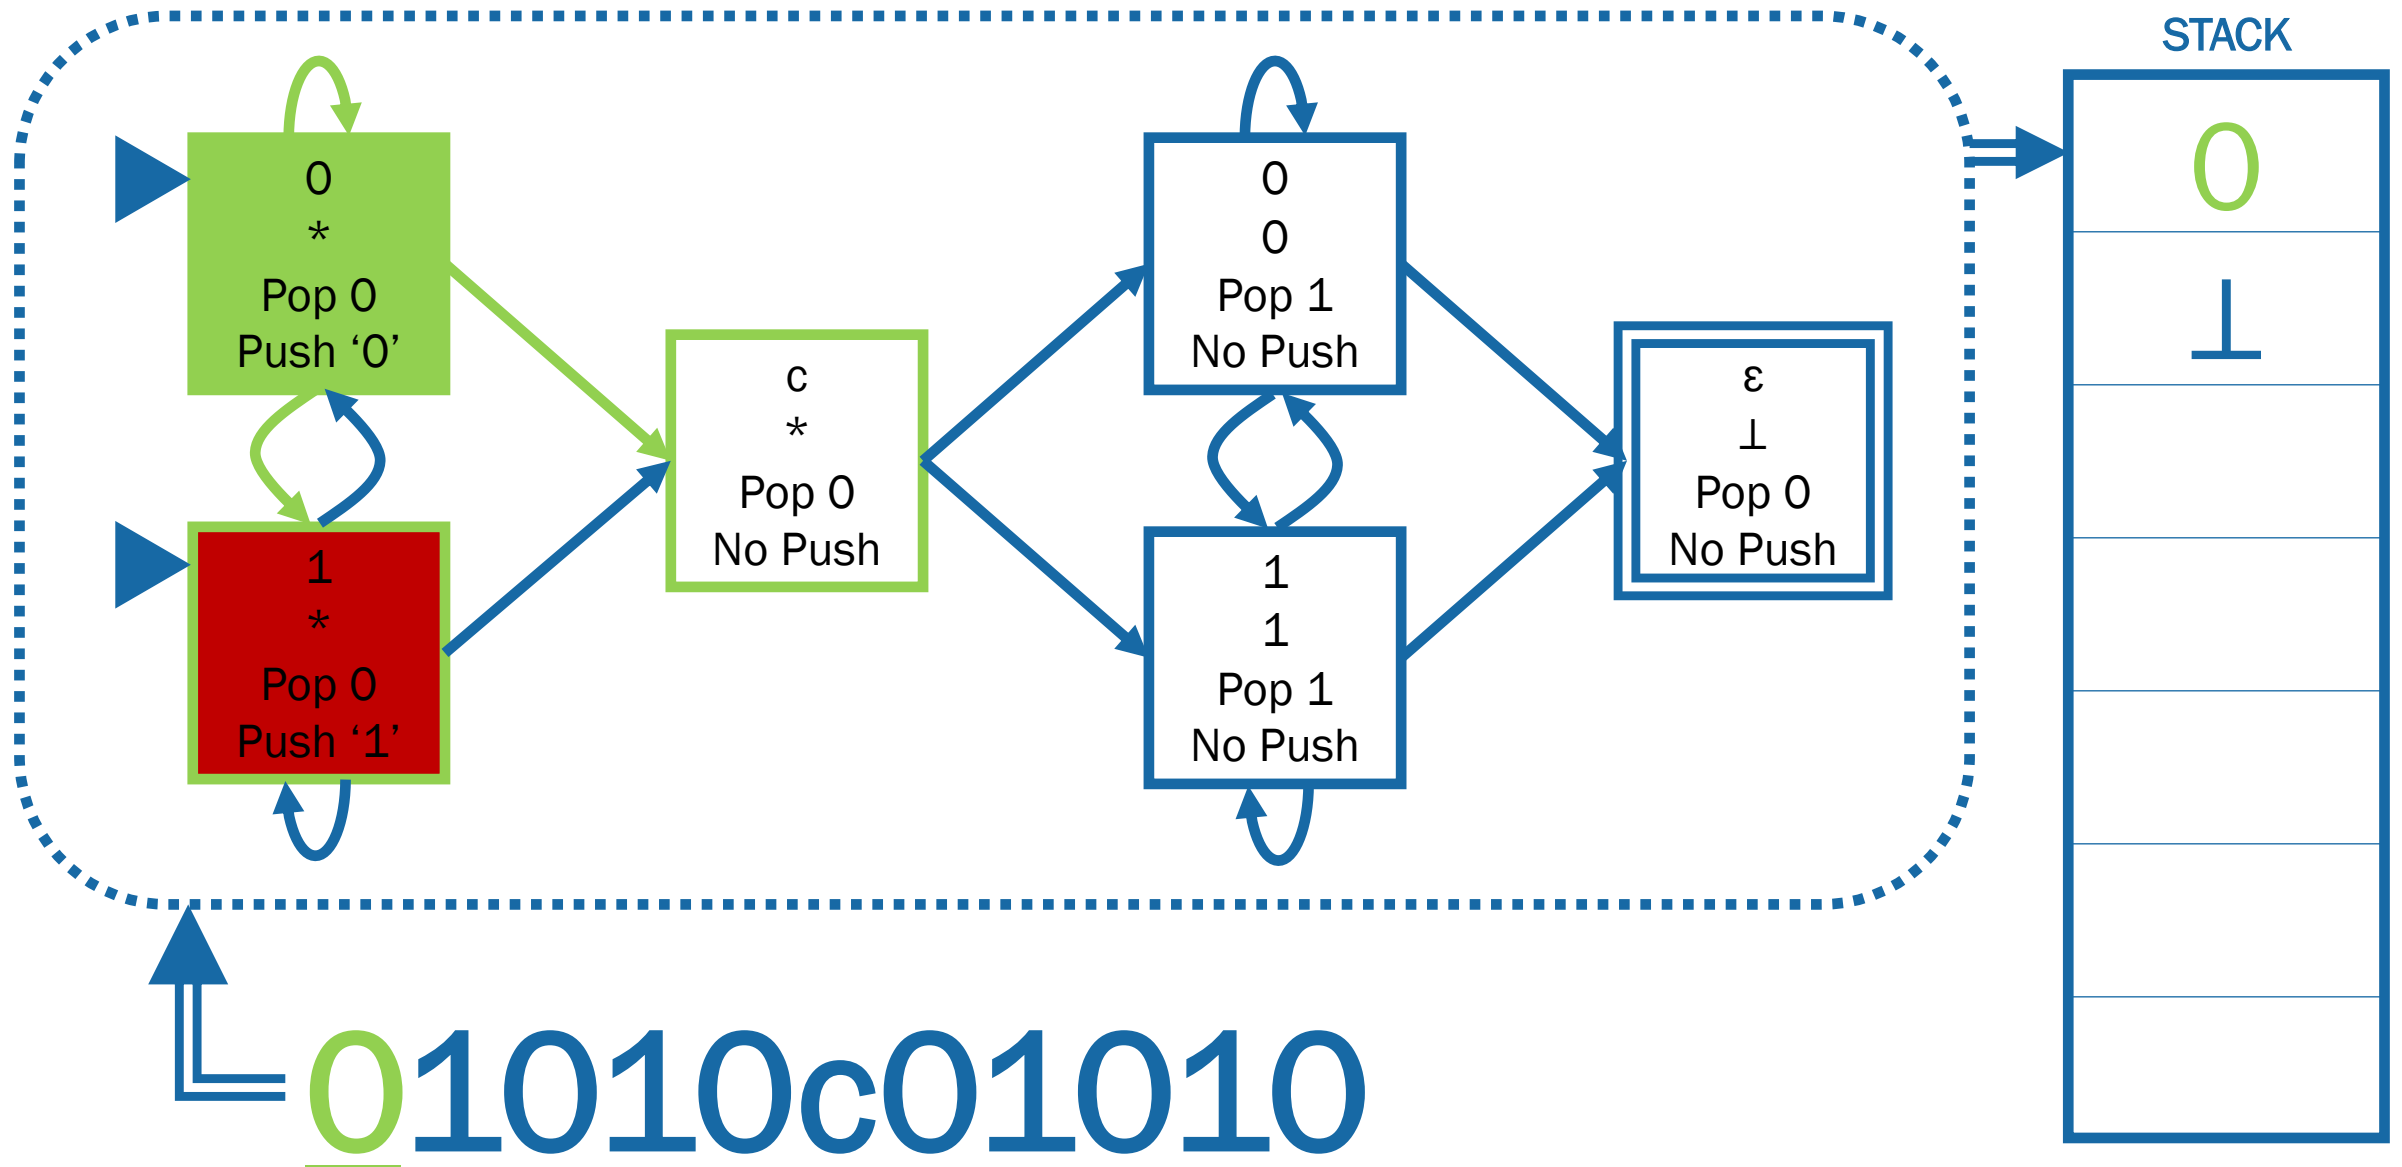 STACK
0
*
Pop 0
Push ‘0’
1
*
Pop 0
Push ‘1’
c
*
Pop 0
No Push
0
0
Pop 1
No Push
1
1
Pop 1
No Push
ε
⊥
Pop 0
No Push
0
⊥
01010c01010